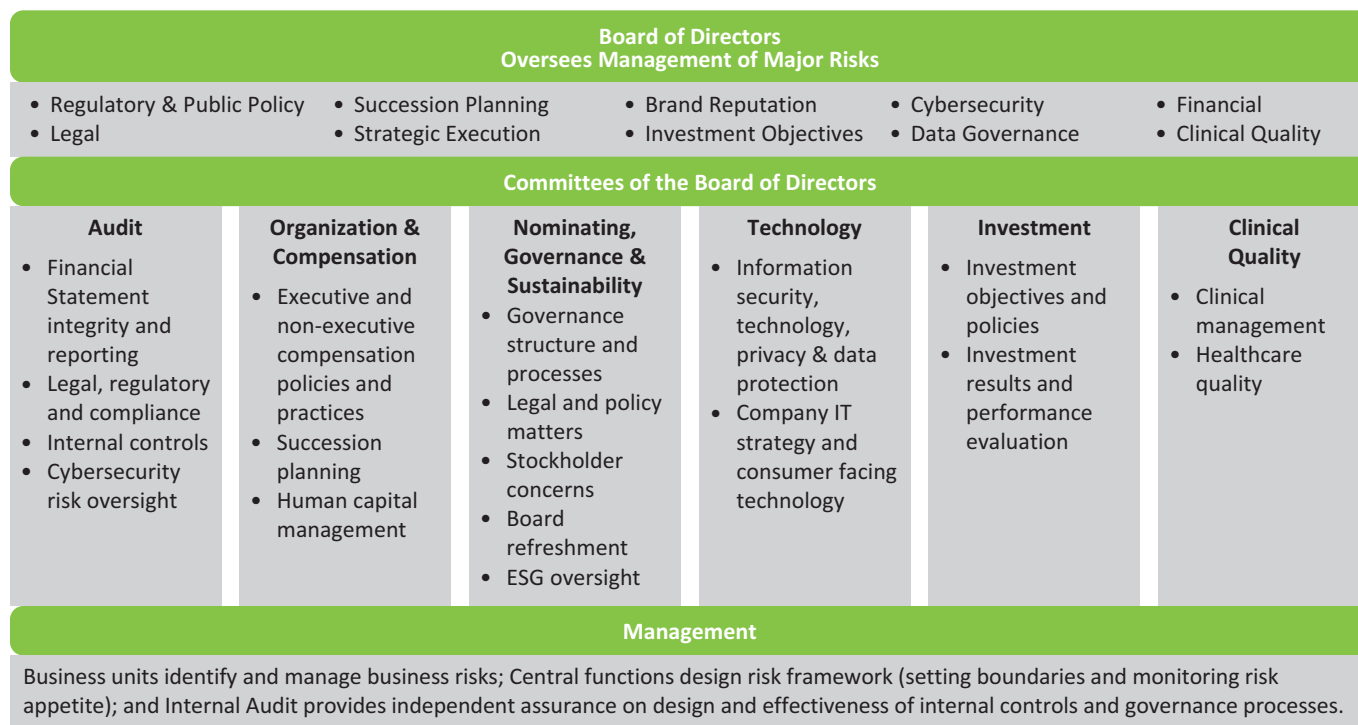 Board of Directors
Oversees Management of Major Risks
• Regulatory & Public Policy
• Legal
• Succession Planning
• Strategic Execution
• Brand Reputation
• Investment Objectives
• Cybersecurity
• Data Governance
• Financial
• Clinical Quality
Committees of the Board of Directors
Audit
• Financial
Statement
integrity and
reporting
• Legal, regulatory
and compliance
• Internal controls
• Cybersecurity
risk oversight
Organization &
Compensation
• Executive and
non-executive
compensation
policies and
practices
• Succession
planning
• Human capital
management
Nominating,
Governance &
Sustainability
• Governance
structure and
processes
• Legal and policy
matters
• Stockholder
concerns
• Board
refreshment
• ESG oversight
Technology
• Information
security,
technology,
privacy & data
protection
• Company IT
strategy and
consumer facing
technology
Investment
• Investment
objectives and
policies
• Investment
results and
performance
evaluation
Clinical
Quality
• Clinical
management
• Healthcare
quality
Management
Business units identify and manage business risks; Central functions design risk framework (setting boundaries and monitoring risk
appetite); and Internal Audit provides independent assurance on design and effectiveness of internal controls and governance processes.